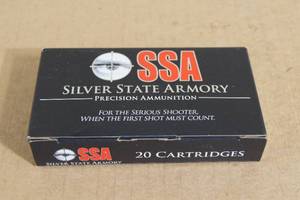 SSA
SILVER STATE ARMORY
PRECISION AMMUNITION
FOR THE SERIOUS SHOOTER.
WHEN THE FIRST SHOT MUST COUNT.
SSA
20 CARTRIDGES